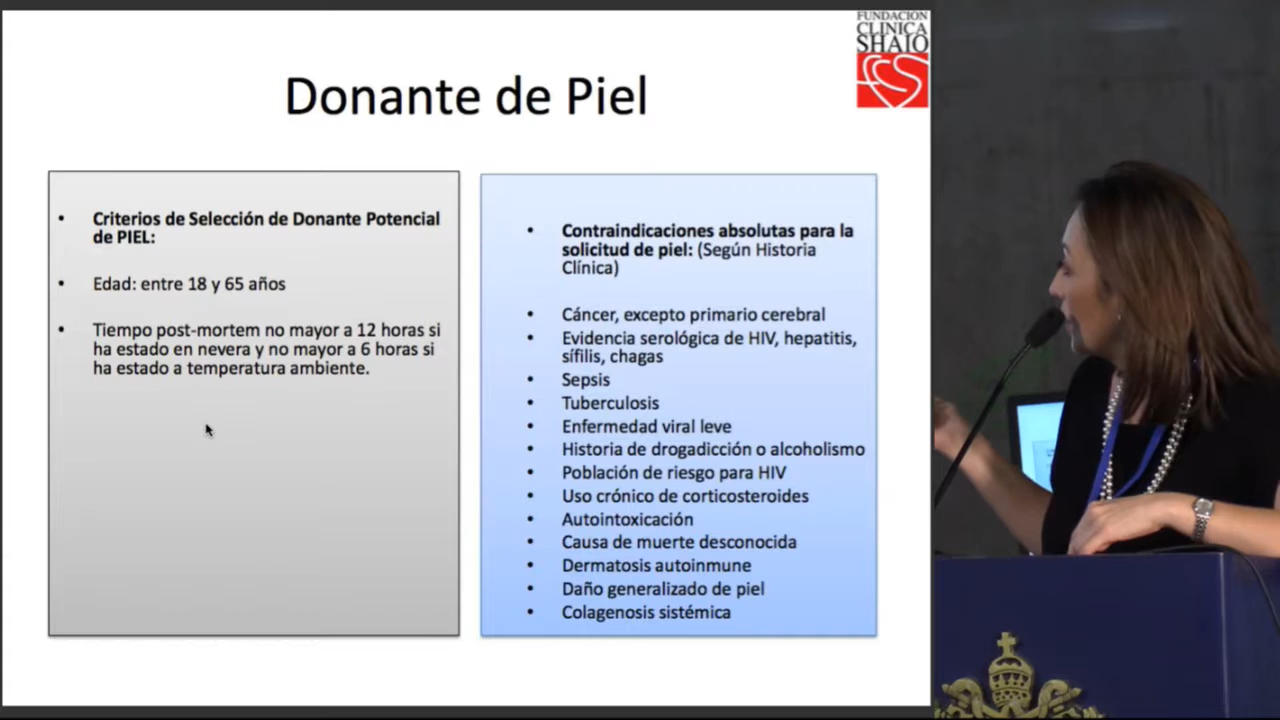 FUNDACIÓN
CLINICA
SHAIO
Donante de Piel
• Criterios de Selección de Donante Potencial
de PIEL:
• Edad: entre 18 y 65 años
• Tiempo post-mortem no mayor a 12 horas si
ha estado en nevera y no mayor a 6 horas si
ha estado a temperatura ambiente.
• Contraindicaciones absolutas para la
solicitud de piel: (Según Historia
Clínica)
• Cáncer, excepto primario cerebral
• Evidencia serológica de HIV, hepatitis,
sífilis, chagas
• Sepsis
• Tuberculosis
• Enfermedad viral leve
• Historia de drogadicción o alcoholismo
• Población de riesgo para HIV
• Uso crónico de corticosteroides
• Autointoxicación
• Causa de muerte desconocida
• Dermatosis autoinmune
• Daño generalizado de piel
• Colagenosis sistémica